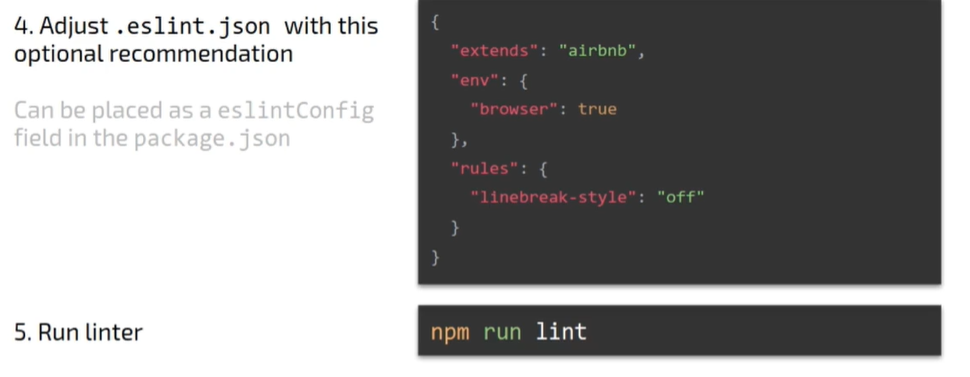 4. Adjust .eslint.json with this
optional recommendation
Can be placed as a eslintConfig
field in the package.json
{
  "extends": "airbnb",
  "env": {
    "browser": true
  },
  "rules": {
    "linebreak-style": "off"
  }
}
5. Run linter
npm run lint